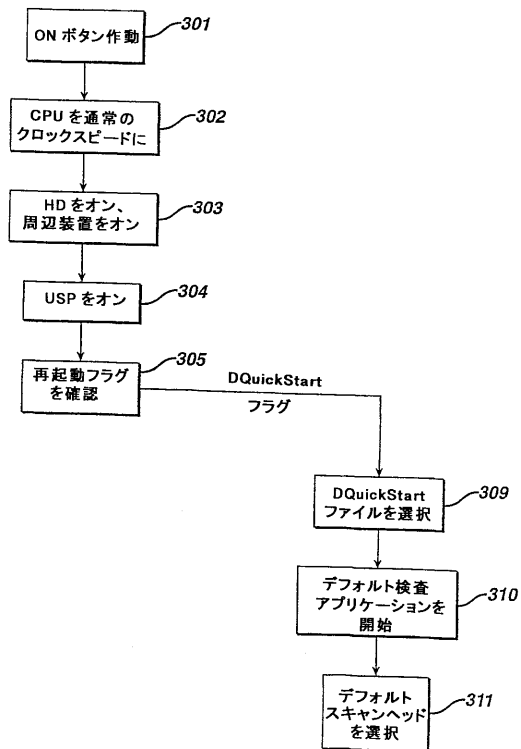 ON ボタン作動
301
CPU を通常の
クロックスピードに
302
HD をオン、
周辺装置をオン
303
USP をオン
304
再起動フラグ
を確認
305
DQuickStart
フラグ
DQuickStart
ファイルを選択
309
デフォルト検査
アプリケーションを
開始
310
デフォルト
スキャンヘッド
を選択
311